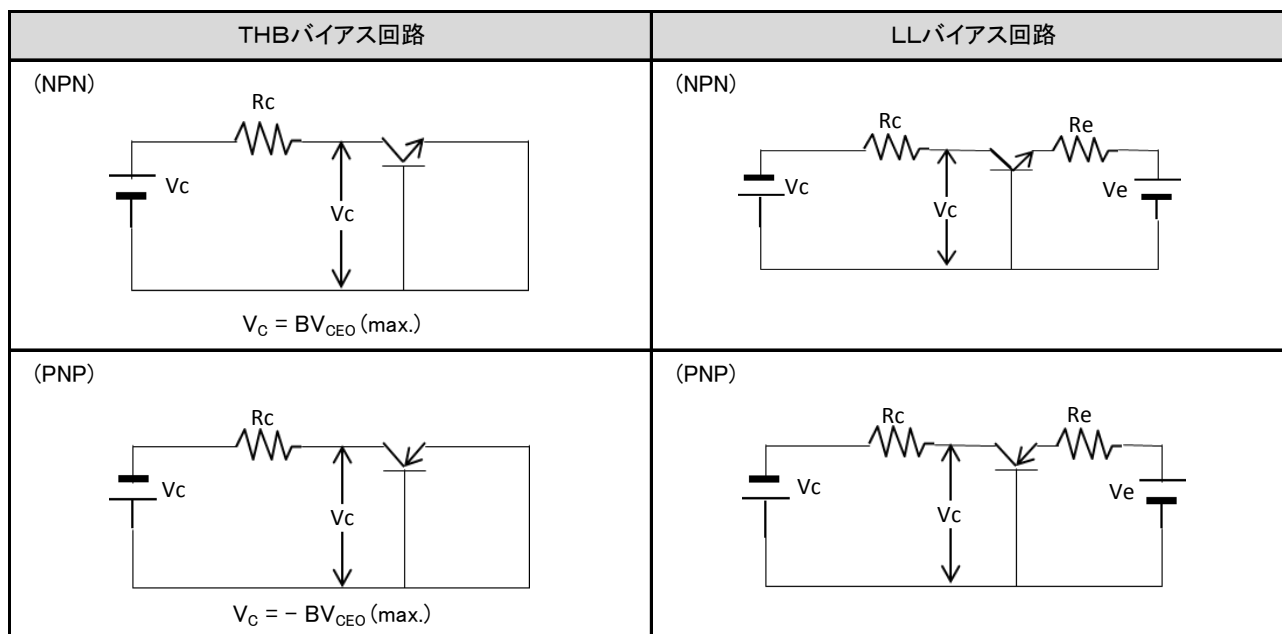 THBバイアス回路
LLバイアス回路
(NPN)
Rc
Vc
Vc
V_C = BV_CEO (max.)
(NPN)
Rc
Re
Vc
Vc
Ve
(PNP)
Rc
Vc
Vc
V_C = − BV_CEO (max.)
(PNP)
Rc
Re
Vc
Vc
Ve